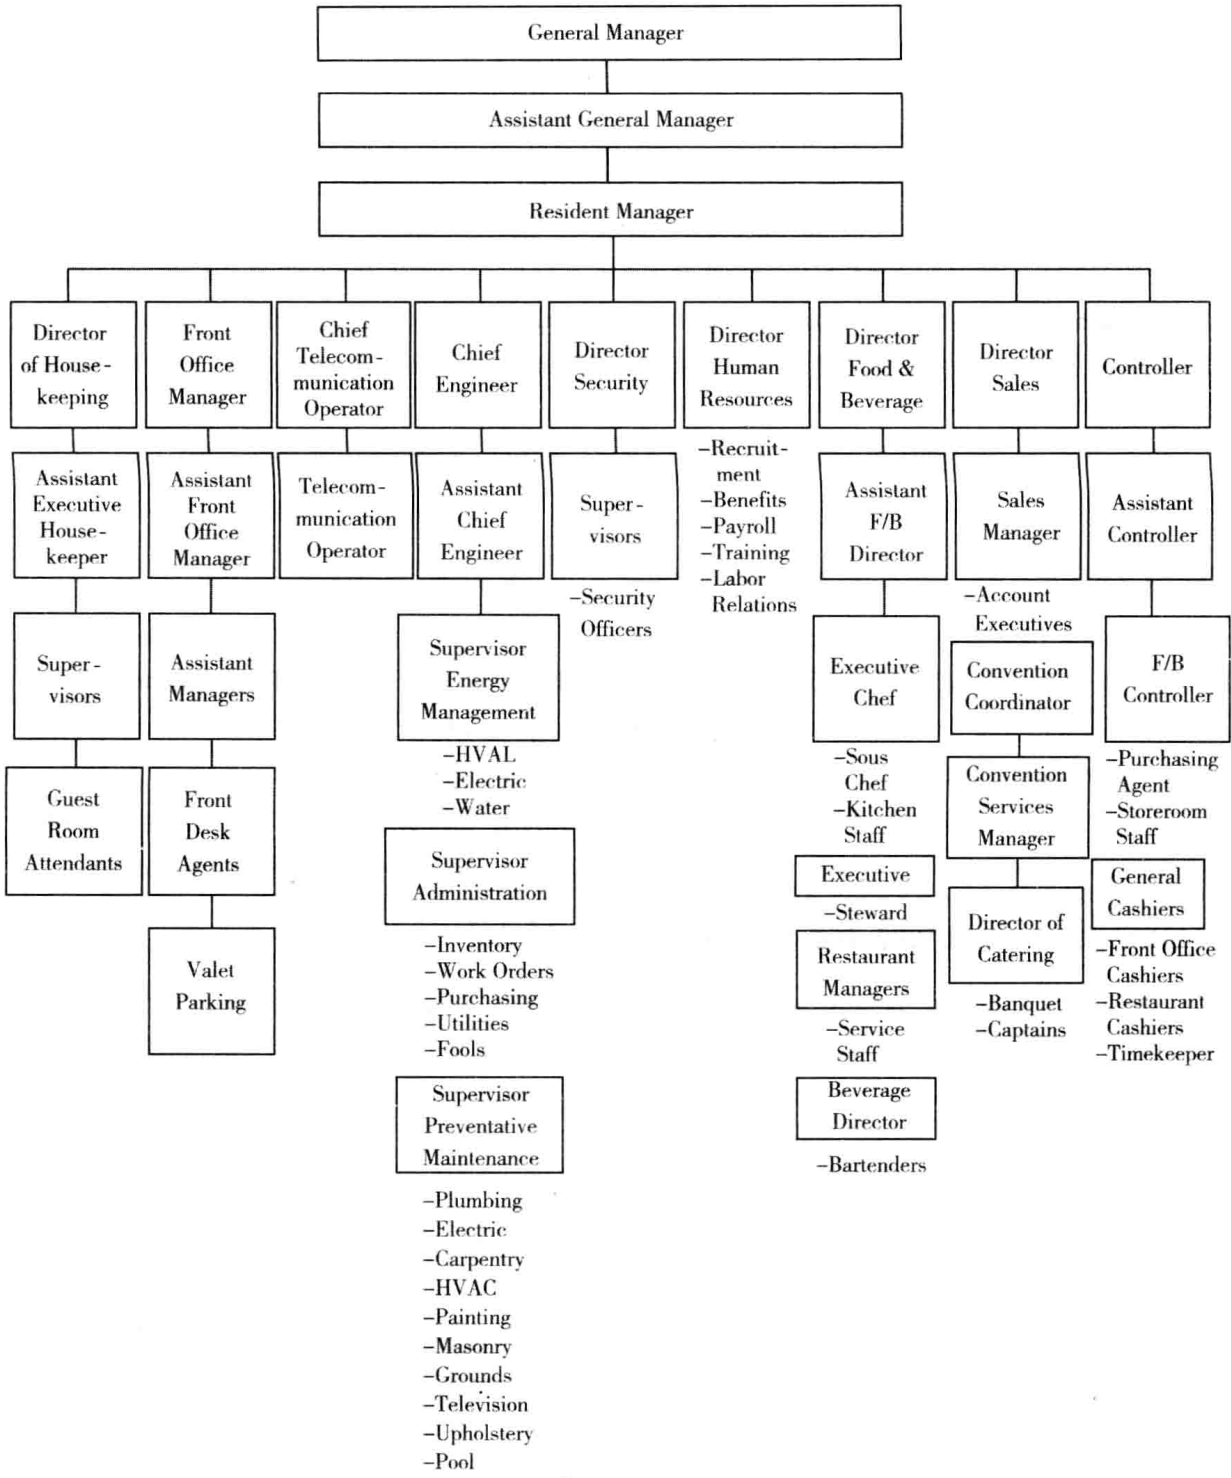 General Manager
Assistant General Manager
Resident Manager
Director
of House-
keeping
Front
Office
Manager
Chief
Telecom-
munication
Operator
Chief
Engineer
Director
Security
Director
Human
Resources
Director
Food &
Beverage
Director
Sales
Controller
Assistant
Executive
House-
keeper
Supervisors
Guest
Room
Attendants
Assistant
Front
Office
Manager
Assistant
Managers
Front
Desk
Agents
Valet
Parking
Telecom-
munication
Operator
Assistant
Chief
Engineer
Supervisor
Energy
Management
-HVAL
-Electric
-Water
Supervisor
Administration
-Inventory
-Work Orders
-Purchasing
-Utilities
-Fools
Supervisor
Preventative
Maintenance
-Plumbing
-Electric
-Carpentry
-HVAC
-Painting
-Masonry
-Grounds
-Television
-Upholstery
-Pool
Super-
visors
-Security
Officers
-Recruit-
ment
-Benefits
-Payroll
-Training
-Labor
Relations
Assistant
F/B
Director
Executive
Chef
-Sous
Chef
-Kitchen
Staff
Executive
-Steward
Restaurant
Managers
-Service
Staff
Beverage
Director
-Bartenders
Sales
Manager
-Account
Executives
Convention
Coordinator
Convention
Services
Manager
Director of
Catering
-Banquet
-Captains
Assistant
Controller
F/B
Controller
-Purchasing
Agent
-Storeroom
Staff
General
Cashiers
-Front Office
Cashiers
-Restaurant
Cashiers
-Timekeeper